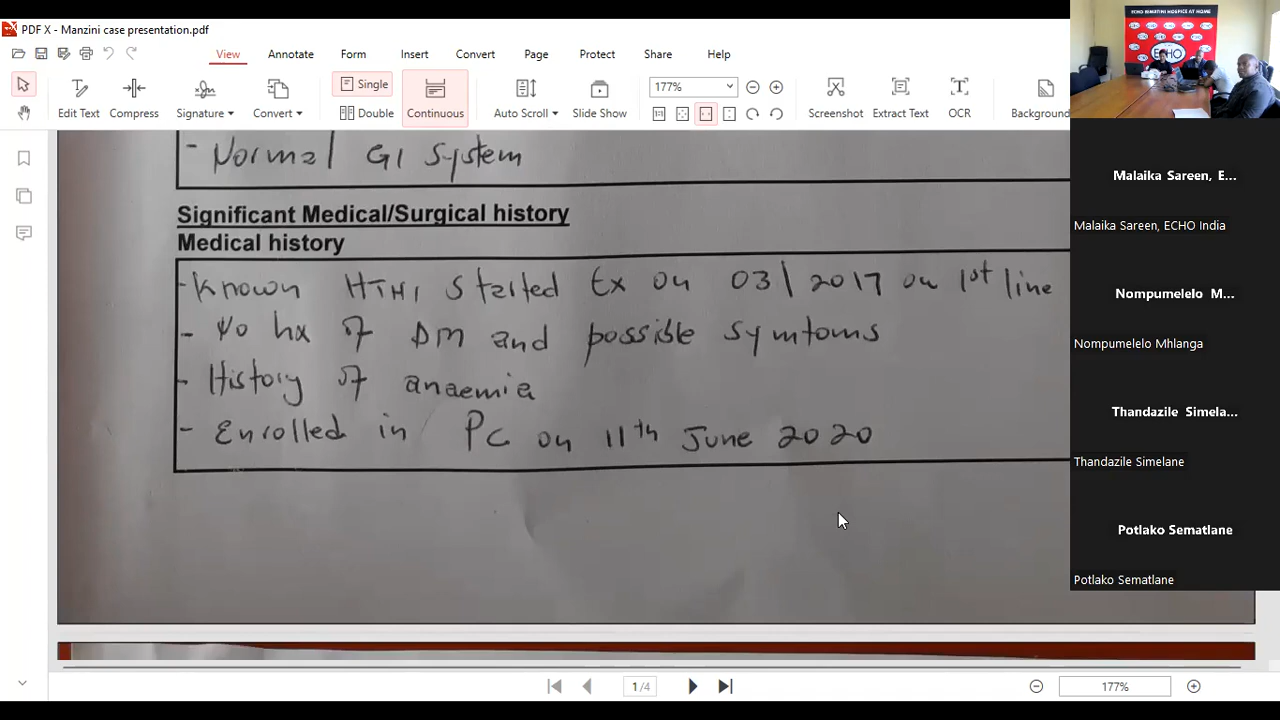 PDF X - Manzini case presentation.pdf
View Annotate Form Insert Convert Page Protect Share Help
Edit Text Compress Signature Convert Single Double Continuous Auto Scroll Slide Show 177% Screenshot Extract Text OCR Background
- Normal GI System
Significant Medical/Surgical history
Medical history
- Known started tx on 03/2017 on 1st line
- No hx of DM and possible symtoms
- History of anaemia
- Enrolled in PC on 11th June 2020
1/4
177%
ECHO
Malaika Sareen, E...
Malaika Sareen, ECHO India
Nompumelelo M...
Nompumelelo Mhlanga
Thandazile Simela...
Thandazile Simelane
Potlako Sematlane
Potlako Sematlane